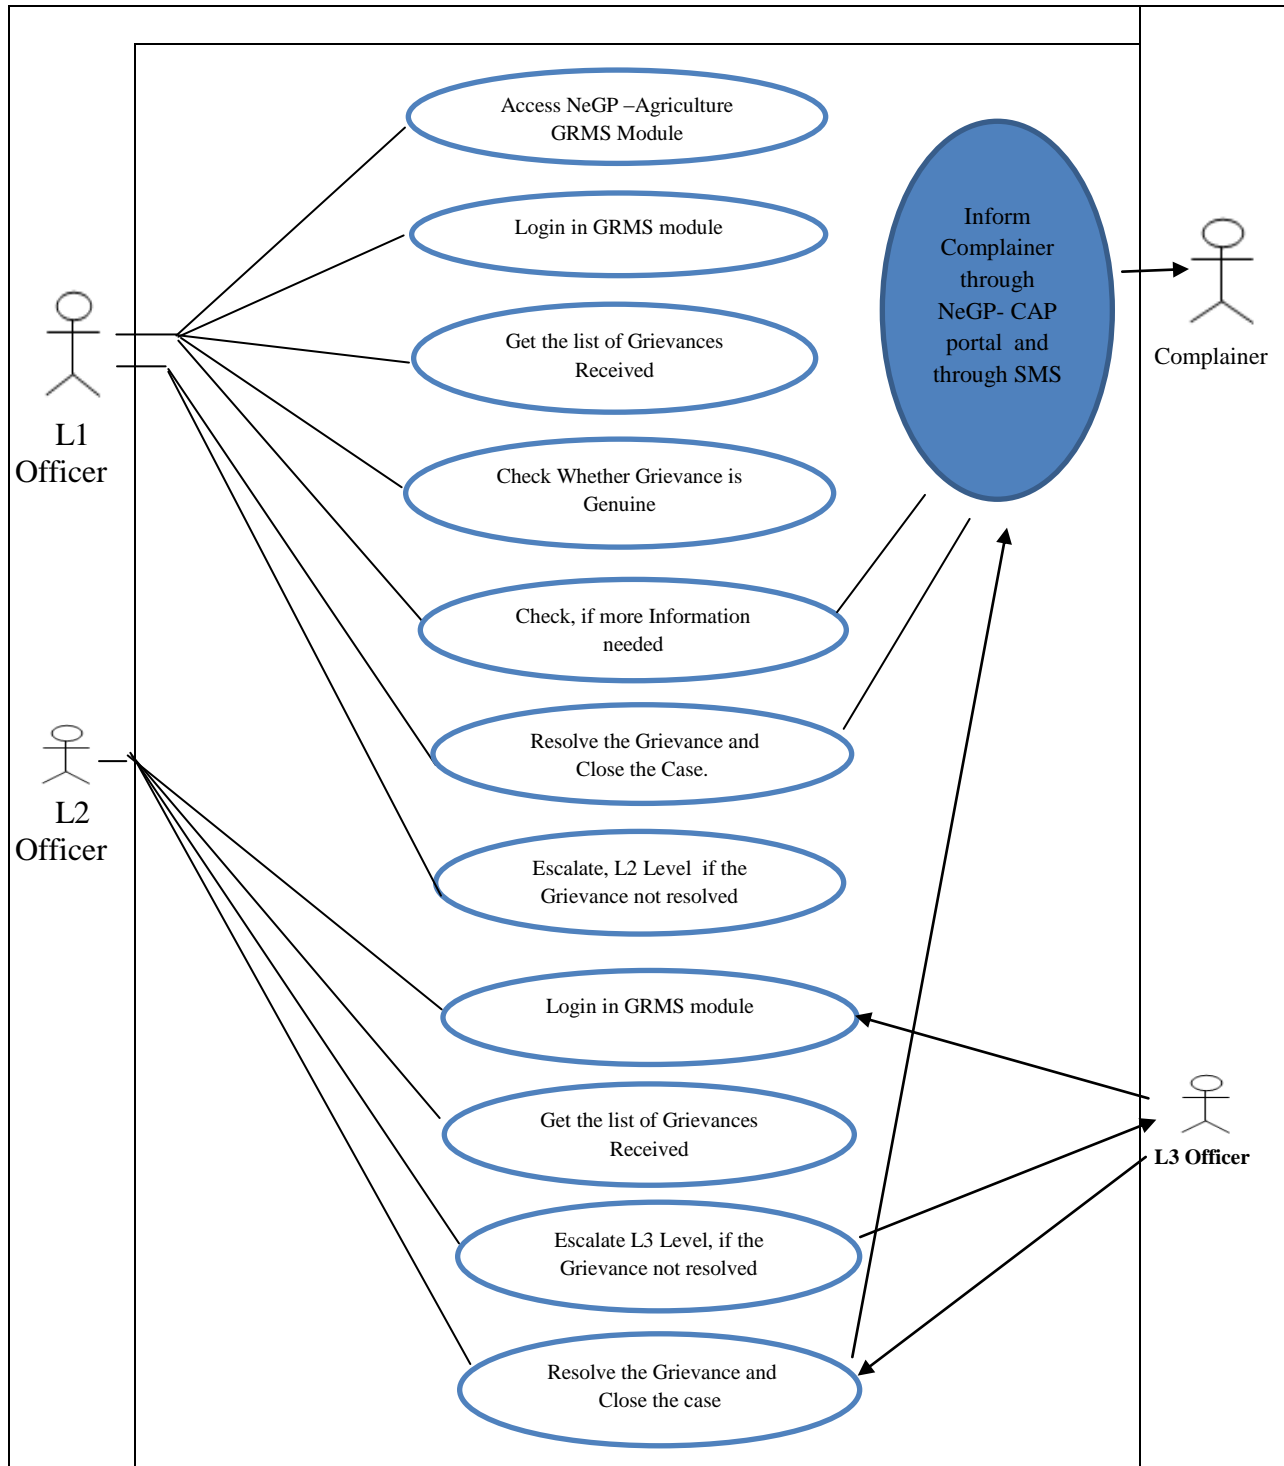 Access NeGP –Agriculture
GRMS Module
Login in GRMS module
Get the list of Grievances
Received
Check Whether Grievance is
Genuine
Check, if more Information
needed
Resolve the Grievance and
Close the Case.
Escalate, L2 Level  if the
Grievance not resolved
Login in GRMS module
Get the list of Grievances
Received
Escalate L3 Level, if the
Grievance not resolved
Resolve the Grievance and
Close the case
Inform
Complainer
through
NeGP- CAP
portal  and
through SMS
L1
Officer
L2
Officer
Complainer
L3 Officer